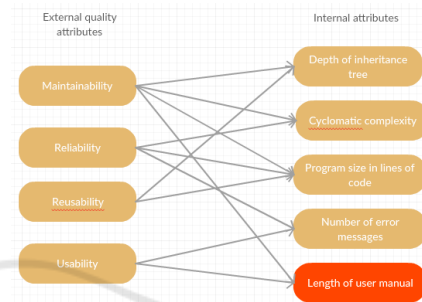 External quality
attributes
Internal attributes
Maintainability
Reliability
Reusability
Usability
Depth of inheritance
tree
Cyclomatic complexity
Program size in lines of
code
Number of error
messages
Length of user manual